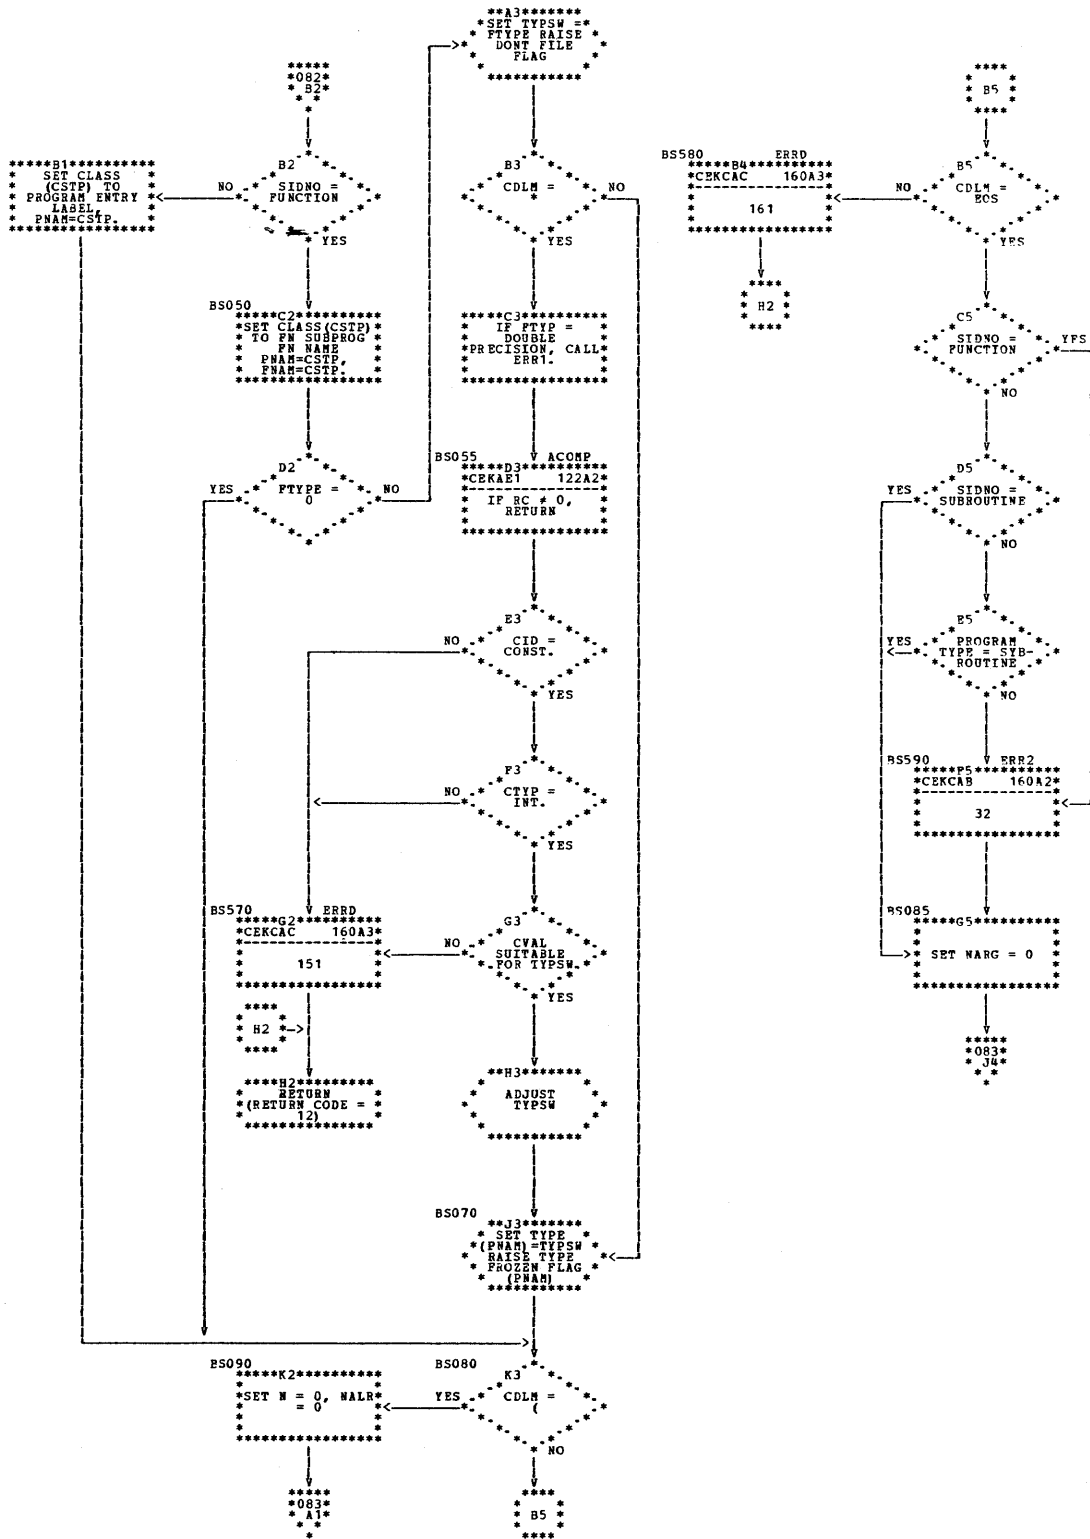 A3
SET TYPSW =
FTYPE RAISE
DONT FILE
FLAG
082
B2
B5
B1
SET CLASS
(CSTP) TO
PROGRAM ENTRY
LABEL,
PNAM=CSTP.
NO
B2
SIDNO =
FUNCTION
YES
B3
CDLM =
*
NO
BS580
B4
ERRD
CEKCAC 160A3
161
NO
B5
CDLM =
EOS
YES
H2
BS050
C2
SET CLASS(CSTP)
TO FN SUBPROG
FN NAME
PNAM=CSTP,
FNAM=CSTP.
C3
IF FTYP =
DOUBLE
PRECISION, CALL
ERR1.
C5
SIDNO =
FUNCTION
YFS
NO
YES
D2
FTYPE =
0
NO
BS055
ACOMP
D3
CEKAE1 122A2
IF RC ≠ 0,
RETURN
YES
D5
SIDNO =
SUBROUTINE
NO
NO
E3
CID =
CONST.
YES
YES
E5
PROGRAM
TYPE = SYB-
ROUTINE
NO
NO
F3
CTYP =
INT.
YES
BS590
ERR2
F5
CEKCAB 160A2
32
BS570
ERRD
G2
CEKCAC 160A3
151
NO
G3
CVAL
SUITABLE
FOR TYPSW
YES
BS085
G5
SET NARG = 0
H2
H2
RETURN
(RETURN CODE =
12)
H3
ADJUST
TYPSW
083
J4
BS070
J3
SET TYPE
(PNAM)=TYPSW
RAISE TYPE
FROZEN FLAG
(PNAM)
BS090
K2
SET N = 0, NALR
= 0
YES
BS080
K3
CDLM =
(
NO
083
A1
B5